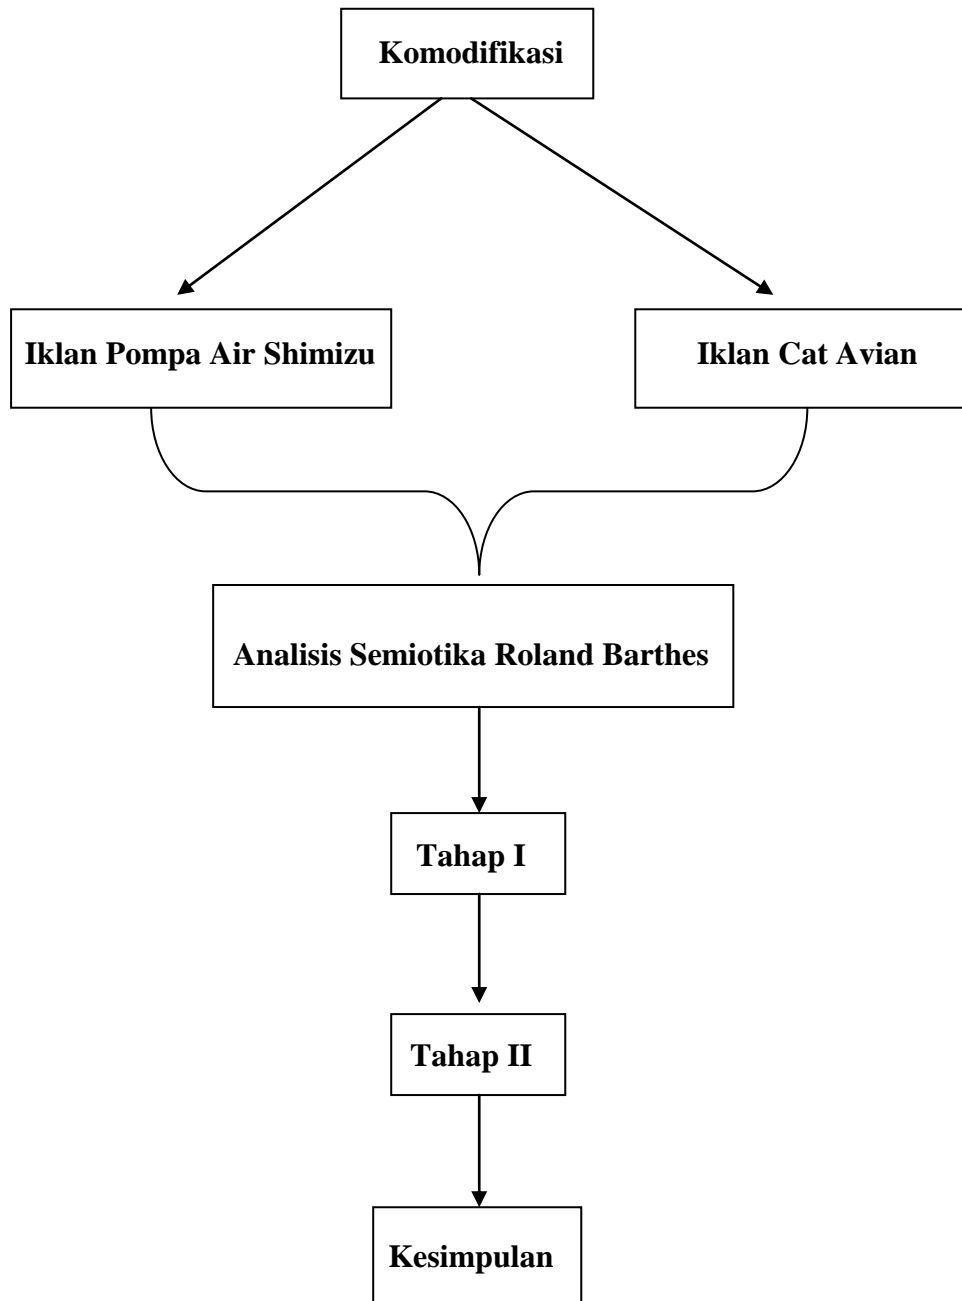 Komodifikasi
Iklan Pompa Air Shimizu
Iklan Cat Avian
Analisis Semiotika Roland Barthes
Tahap I
Tahap II
Kesimpulan